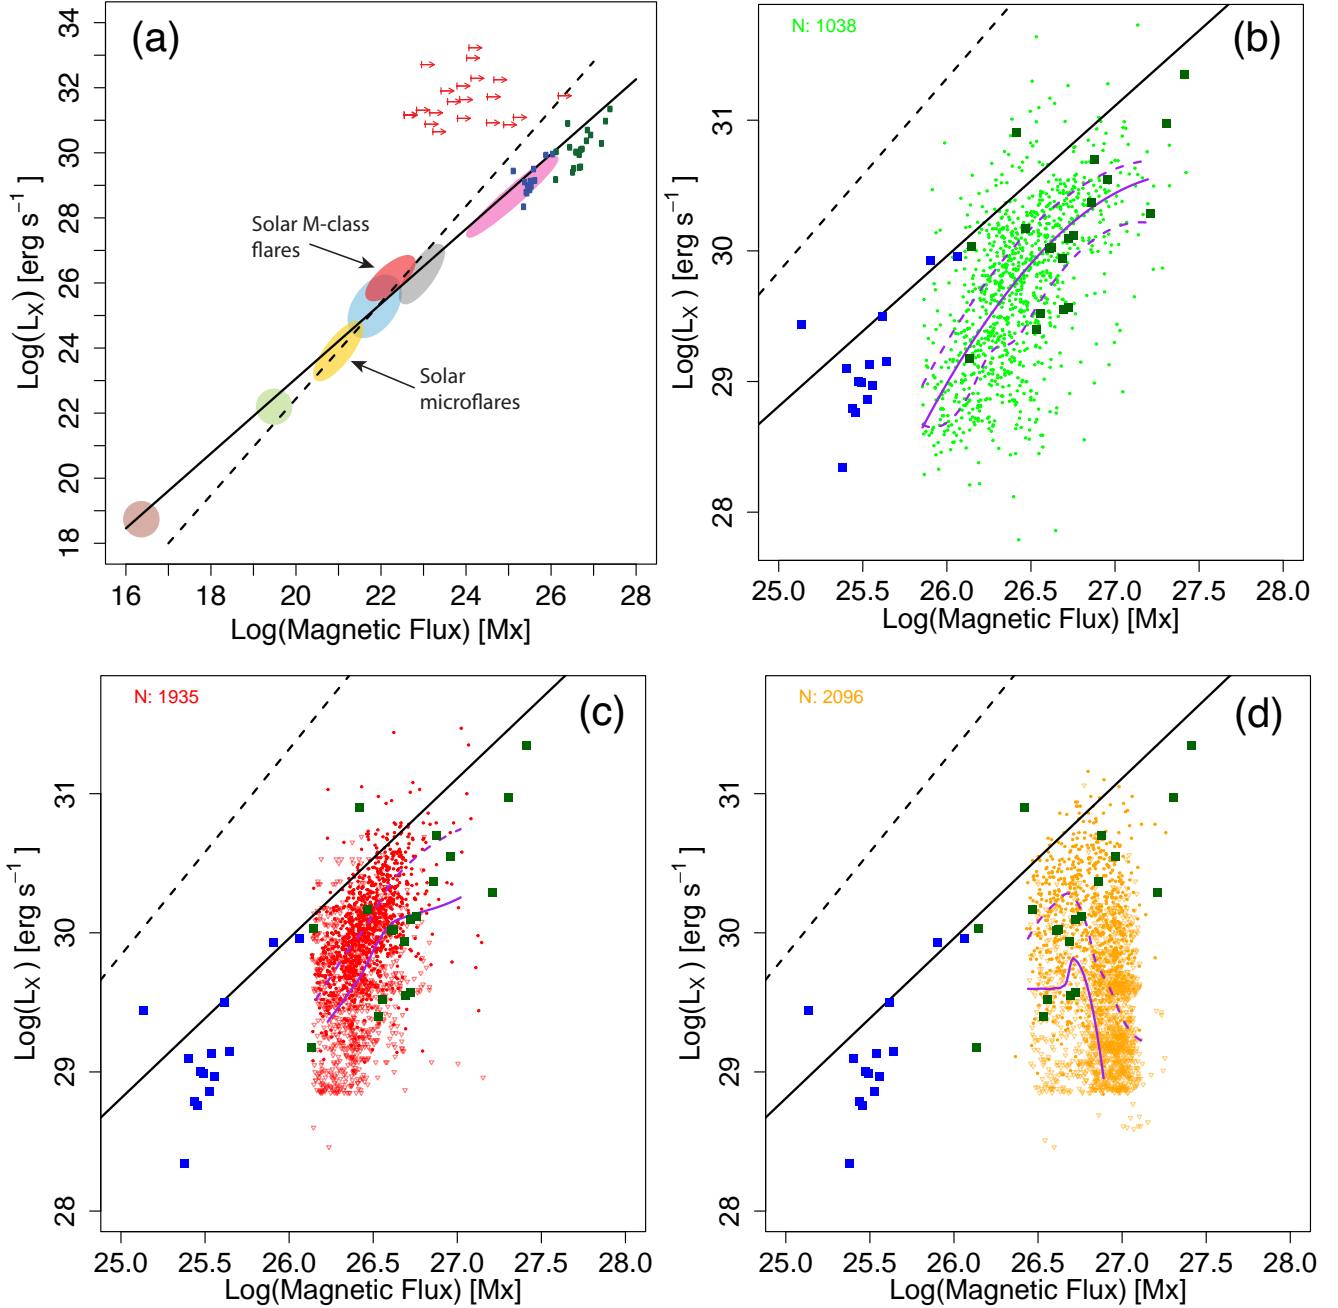 (a)
34
32
30
28
26
24
22
20
18
Log(L_X) [erg s⁻¹ ]
Solar M-class
flares
Solar
microflares
16 18 20 22 24 26 28
Log(Magnetic Flux) [Mx]
N: 1038
(b)
31
30
29
28
Log(L_X ) [erg s⁻¹ ]
25.0 25.5 26.0 26.5 27.0 27.5 28.0
Log(Magnetic Flux) [Mx]
N: 1935
(c)
31
30
29
28
Log(L_X ) [erg s⁻¹ ]
25.0 25.5 26.0 26.5 27.0 27.5 28.0
Log(Magnetic Flux) [Mx]
N: 2096
(d)
31
30
29
28
Log(L_X ) [erg s⁻¹ ]
25.0 25.5 26.0 26.5 27.0 27.5 28.0
Log(Magnetic Flux) [Mx]